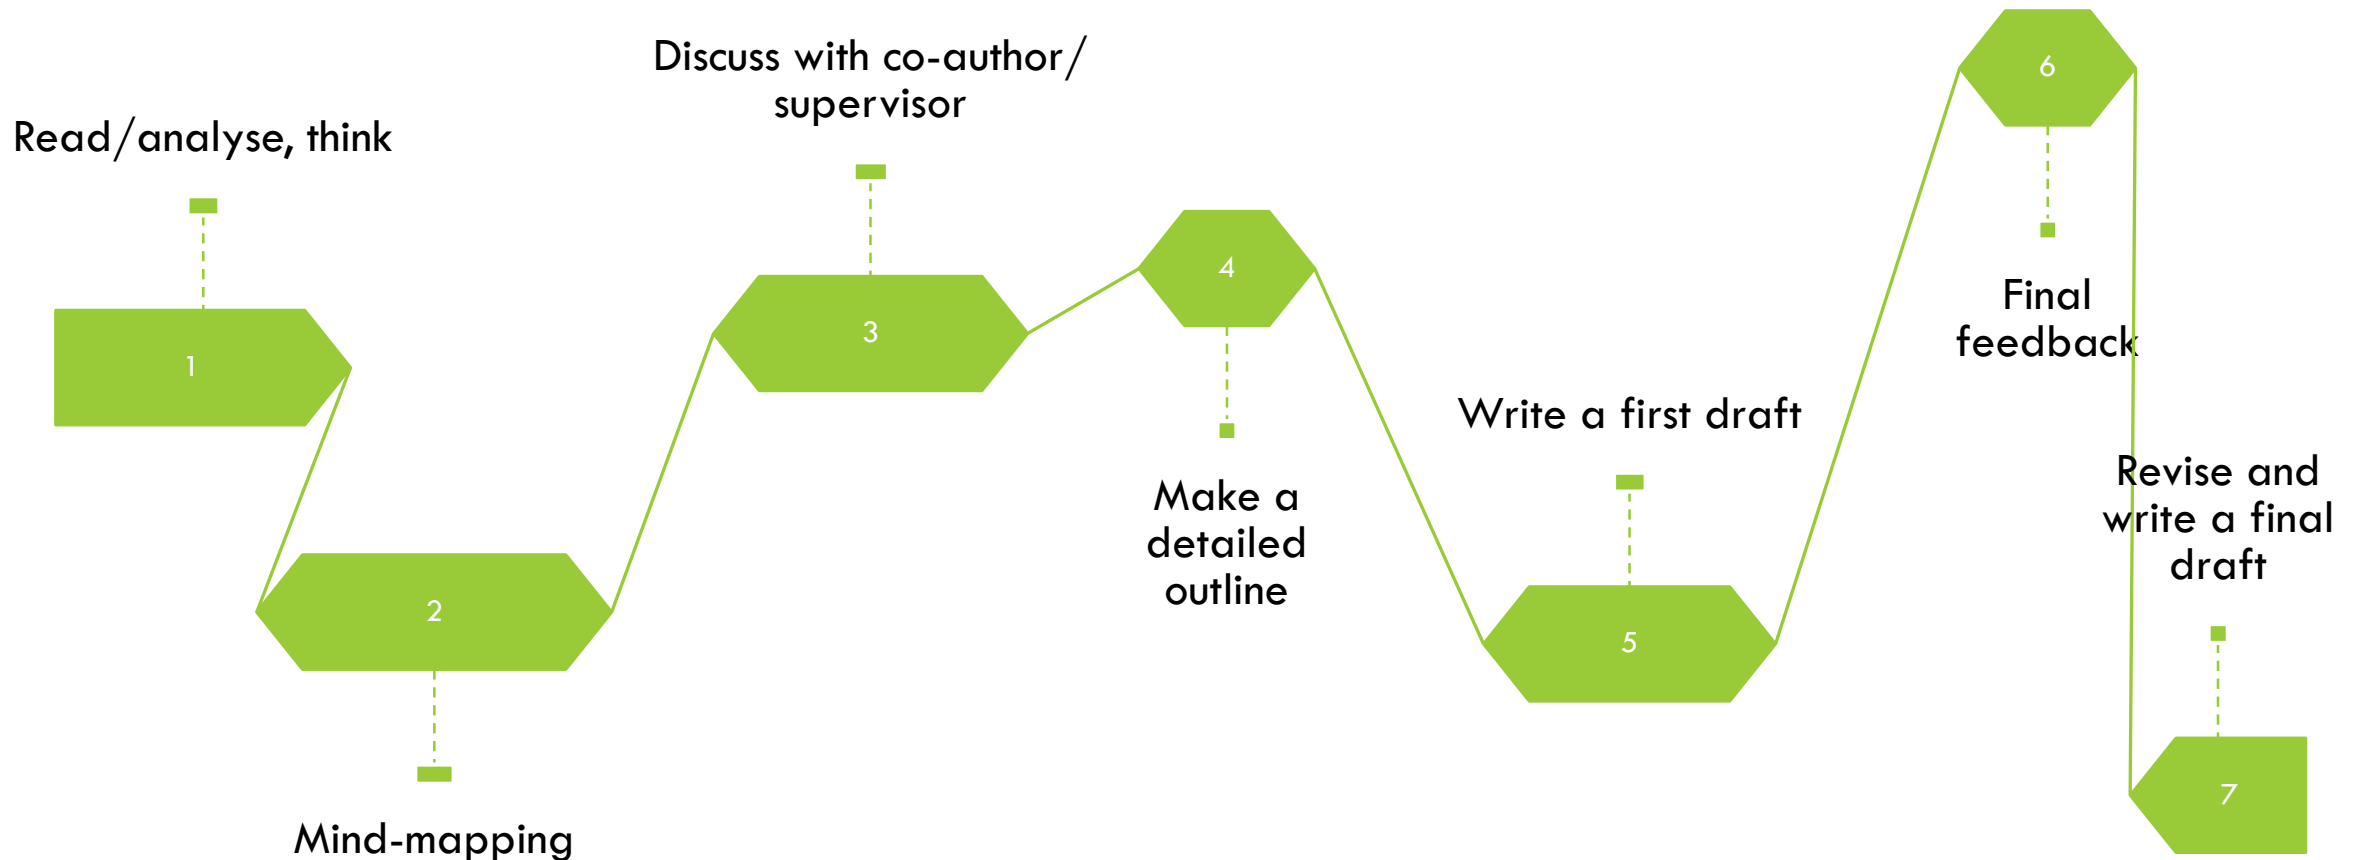 Read/analyse, think
1
2
Mind-mapping
Discuss with co-author/
supervisor
3
4
Make a
detailed
outline
Write a first draft
5
6
Final
feedback
Revise and
write a final
draft
7